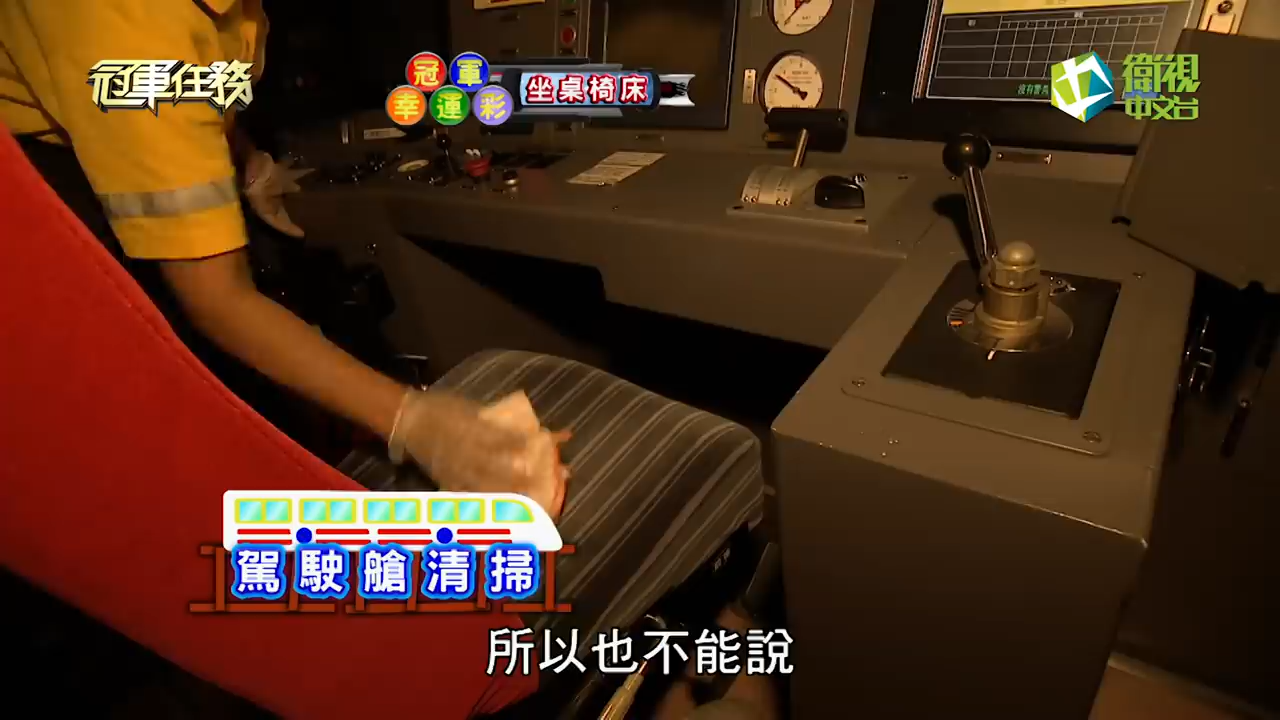 冠軍任務
冠軍
幸運彩
坐桌椅床
衛視
中文台
駕駛艙清掃
所以也不能說